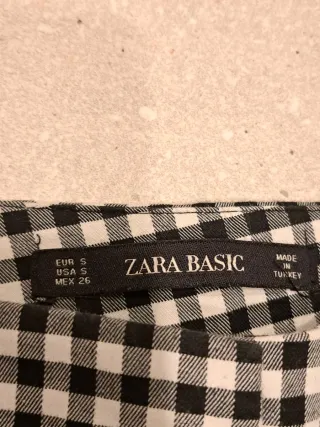 EUR S
USA S
MEX 26
ZARA BASIC
MADE
IN
TURKEY